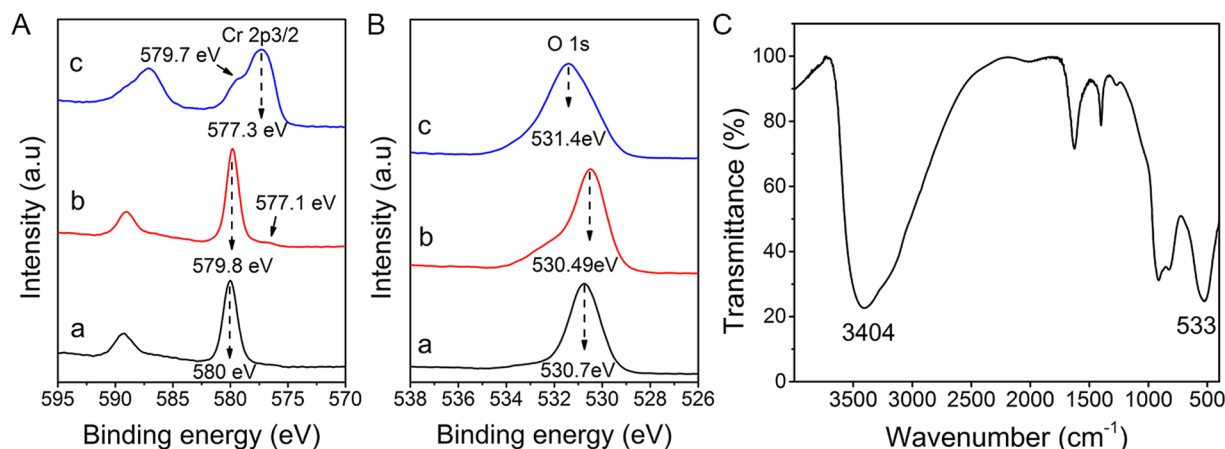 A
Cr 2p3/2
579.7 eV
c
577.3 eV
b
577.1 eV
579.8 eV
a
580 eV
595 590 585 580 575 570
Binding energy (eV)
Intensity (a.u)
B
O 1s
c
531.4eV
b
530.49eV
a
530.7eV
538 536 534 532 530 528 526
Binding energy (eV)
Intensity (a.u)
C
100
80
60
40
20
0
3404
533
3500 3000 2500 2000 1500 1000 500
Wavenumber (cm⁻¹)
Transmittance (%)